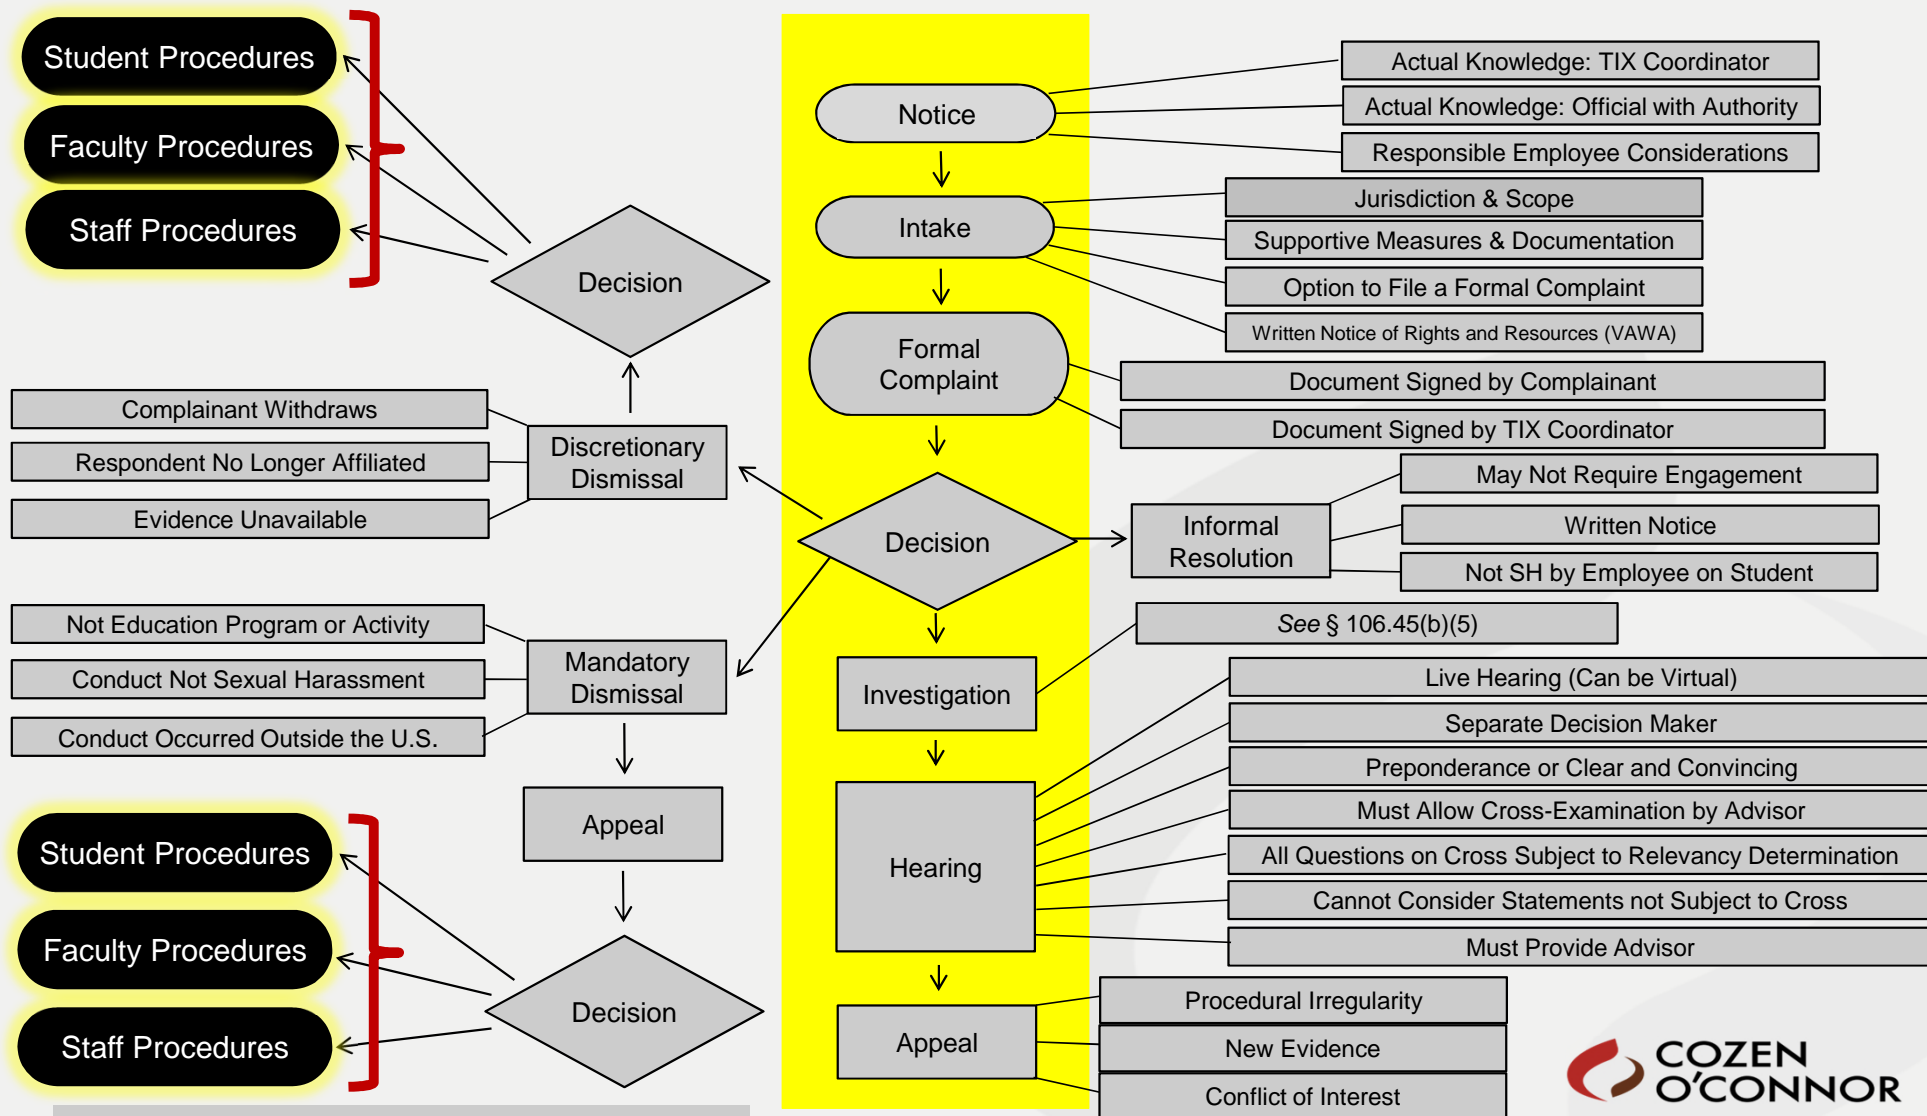 Student Procedures
Faculty Procedures
Staff Procedures
Decision
Complainant Withdraws
Respondent No Longer Affiliated
Evidence Unavailable
Discretionary
Dismissal
Not Education Program or Activity
Conduct Not Sexual Harassment
Conduct Occurred Outside the U.S.
Mandatory
Dismissal
Appeal
Student Procedures
Faculty Procedures
Staff Procedures
Decision
Notice
Actual Knowledge: TIX Coordinator
Actual Knowledge: Official with Authority
Responsible Employee Considerations
Intake
Jurisdiction & Scope
Supportive Measures & Documentation
Option to File a Formal Complaint
Written Notice of Rights and Resources (VAWA)
Formal
Complaint
Document Signed by Complainant
Document Signed by TIX Coordinator
Decision
Informal
Resolution
May Not Require Engagement
Written Notice
Not SH by Employee on Student
Investigation
See § 106.45(b)(5)
Hearing
Live Hearing (Can be Virtual)
Separate Decision Maker
Preponderance or Clear and Convincing
Must Allow Cross-Examination by Advisor
All Questions on Cross Subject to Relevancy Determination
Cannot Consider Statements not Subject to Cross
Must Provide Advisor
Appeal
Procedural Irregularity
New Evidence
Conflict of Interest
COZEN
O'CONNOR